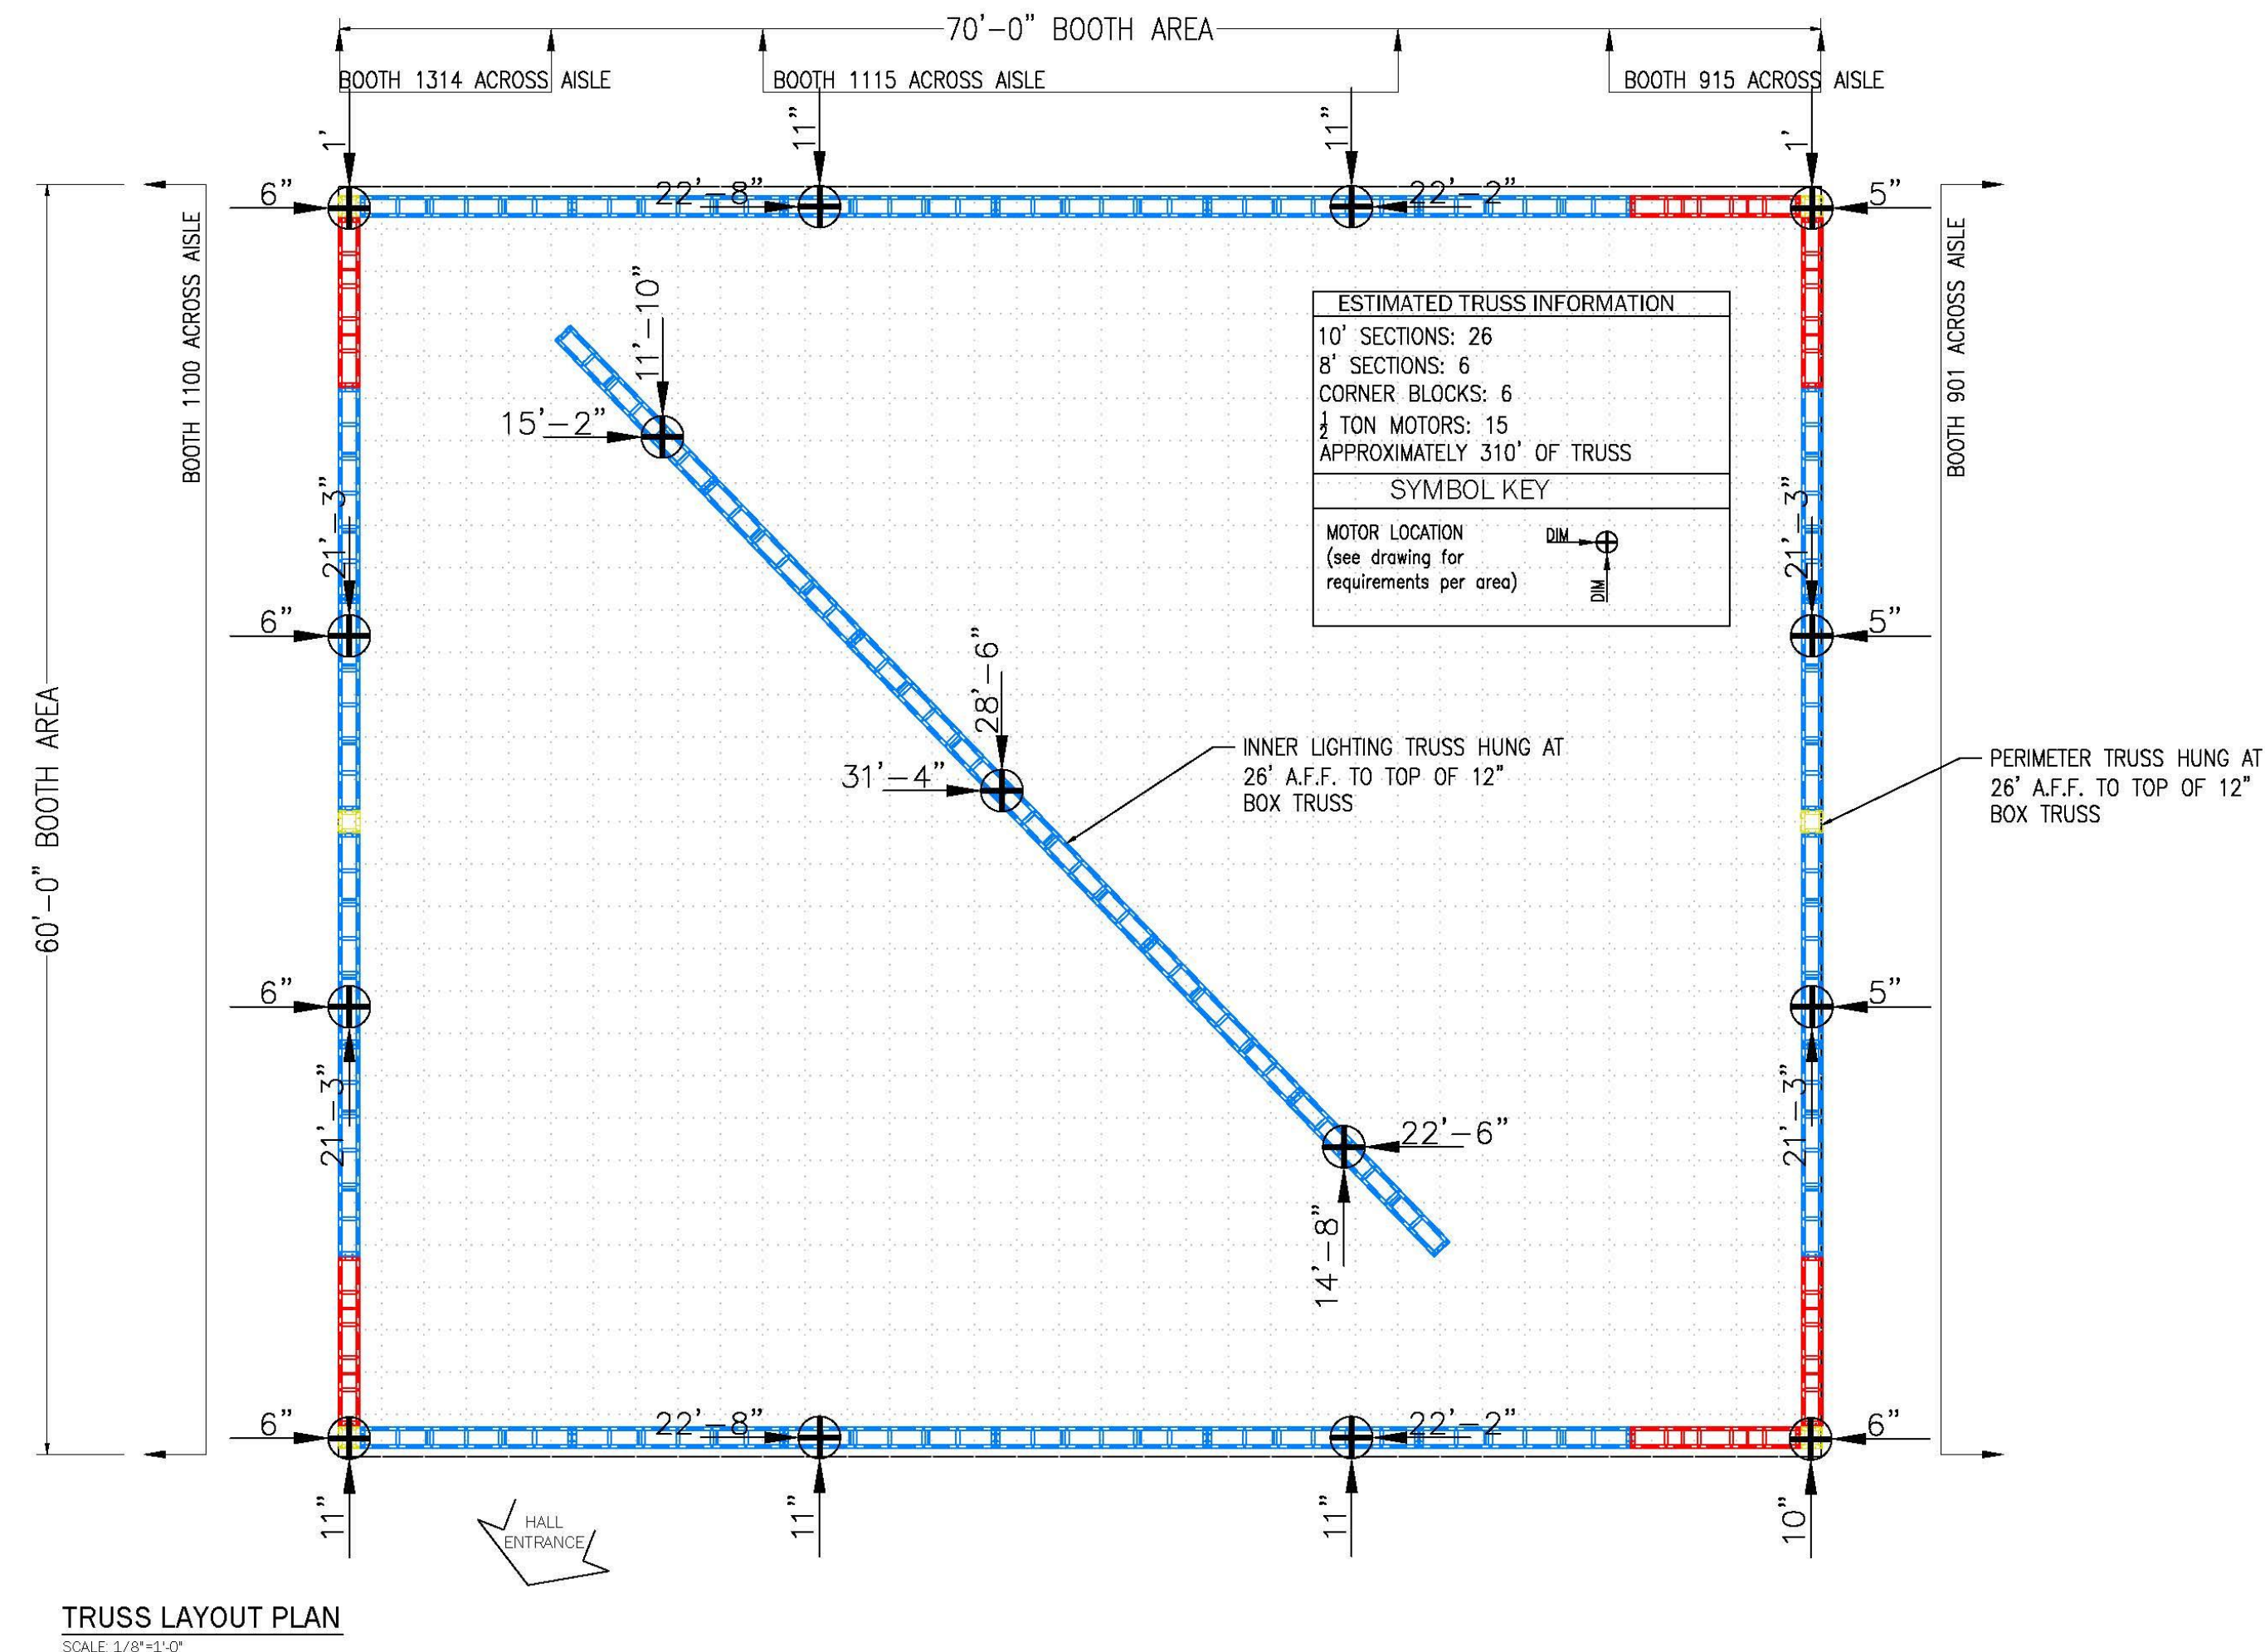 70'-0" BOOTH AREA
BOOTH 1314 ACROSS AISLE
BOOTH 1115 ACROSS AISLE
BOOTH 915 ACROSS AISLE
1'
11"
11"
1'
6"
22'-8"
22'-2"
5"
BOOTH 1100 ACROSS AISLE
BOOTH 901 ACROSS AISLE
11'-10"
15'-2"
ESTIMATED TRUSS INFORMATION
10' SECTIONS: 26
8' SECTIONS: 6
CORNER BLOCKS: 6
½ TON MOTORS: 15
APPROXIMATELY 310' OF TRUSS
SYMBOL KEY
MOTOR LOCATION
(see drawing for
requirements per area)
DIM
DIM
21'-3"
21'-3"
6"
5"
28'-6"
31'-4"
INNER LIGHTING TRUSS HUNG AT
26' A.F.F. TO TOP OF 12"
BOX TRUSS
PERIMETER TRUSS HUNG AT
26' A.F.F. TO TOP OF 12"
BOX TRUSS
60'-0" BOOTH AREA
6"
5"
21'-3"
21'-3"
22'-6"
14'-8"
6"
22'-8"
22'-2"
6"
11"
11"
11"
10"
HALL
ENTRANCE
TRUSS LAYOUT PLAN
SCALE: 1/8"=1'-0"